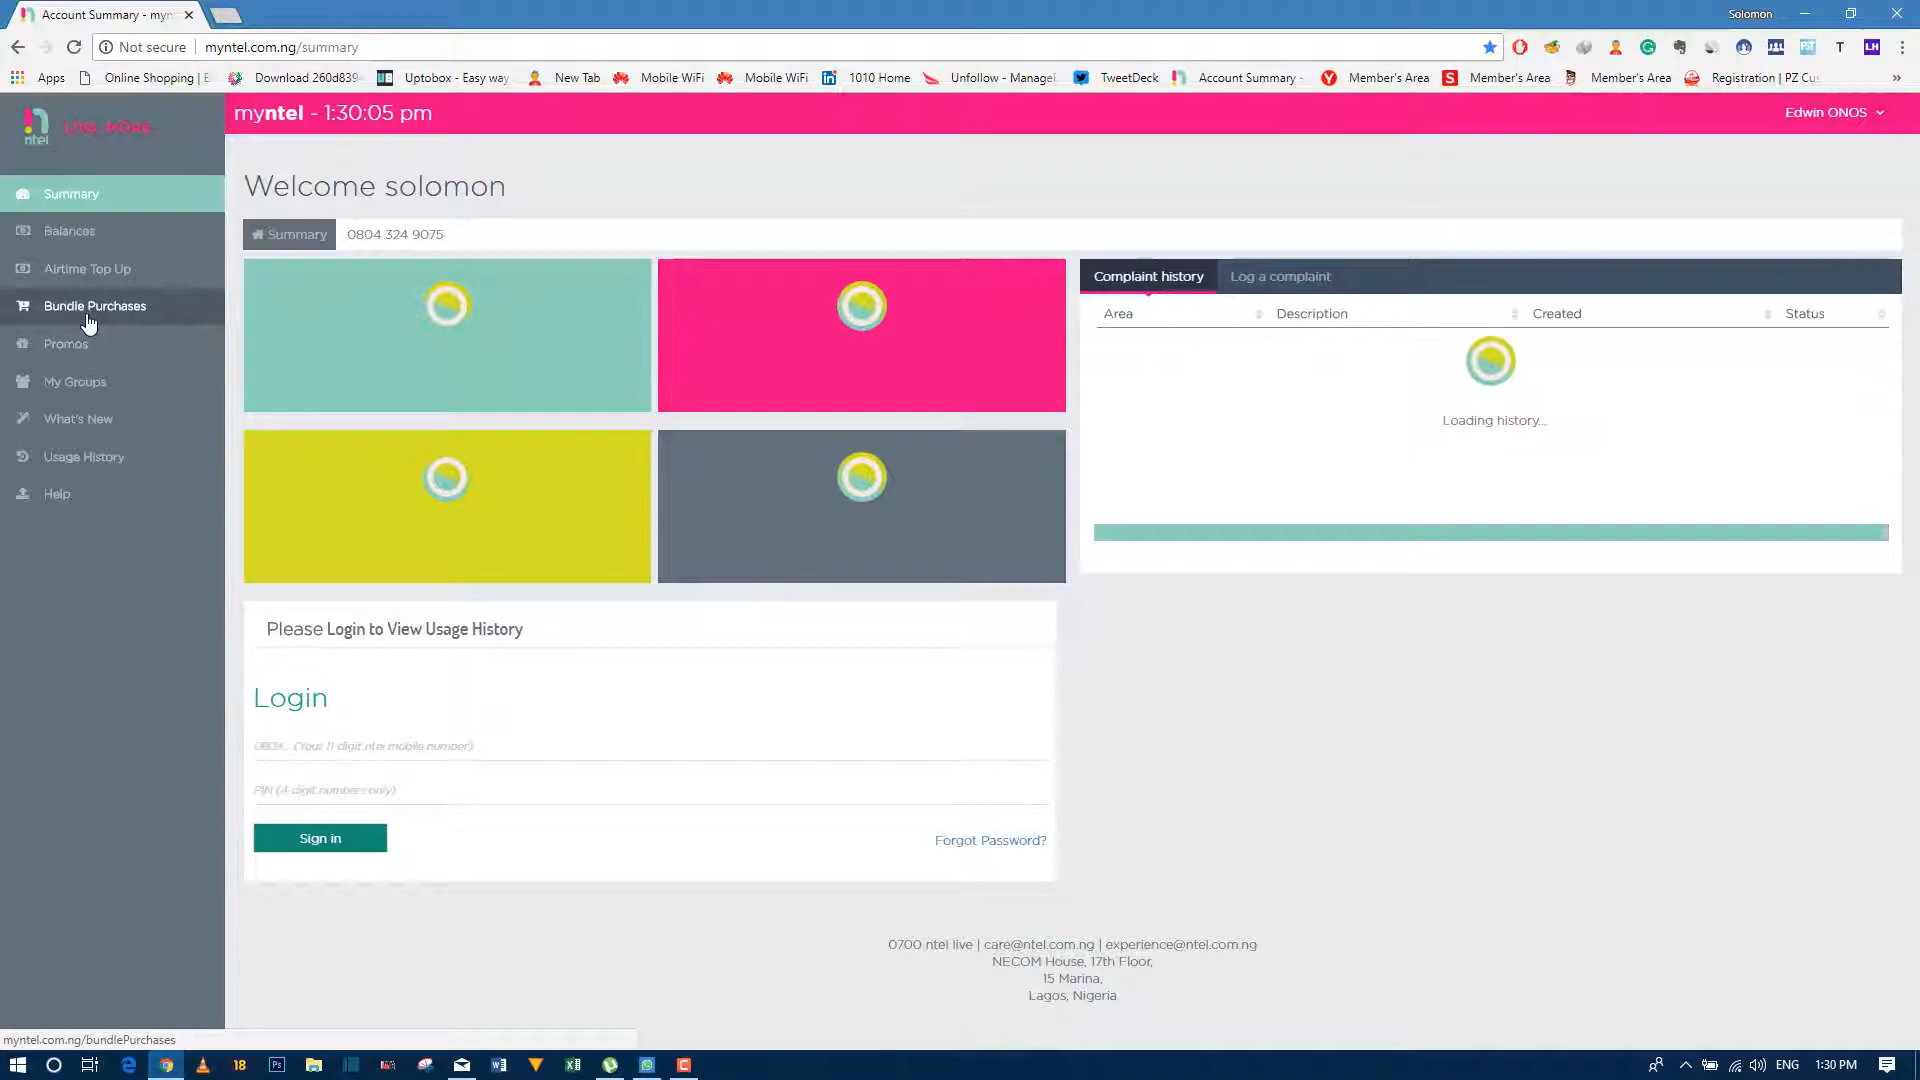 Account Summary - myn
Solomon
Not secure
myntel.com.ng/summary
Apps
Online Shopping | E
Download 260d839
Uptobox - Easy way
New Tab
Mobile WiFi
Mobile WiFi
1010 Home
Unfollow - Manage
TweetDeck
Account Summary -
Member's Area
Member's Area
Member's Area
Registration | PZ Cus
»
ntel
LIVE. MORE
myntel - 1:30:05 pm
Edwin ONOS
Summary
Balances
Airtime Top Up
Bundle Purchases
Promos
My Groups
What's New
Usage History
Help
Welcome solomon
Summary
0804 324 9075
Complaint history
Log a complaint
Area
Description
Created
Status
Loading history...
Please Login to View Usage History
Login
(Your 11-digit ntel mobile number)
PIN (4-digit numbers only)
Sign in
Forgot Password?
0700 ntel live | care@ntel.com.ng | experience@ntel.com.ng
NECOM House, 17th Floor,
15 Marina,
Lagos, Nigeria
myntel.com.ng/bundlePurchases
18
ENG
1:30 PM